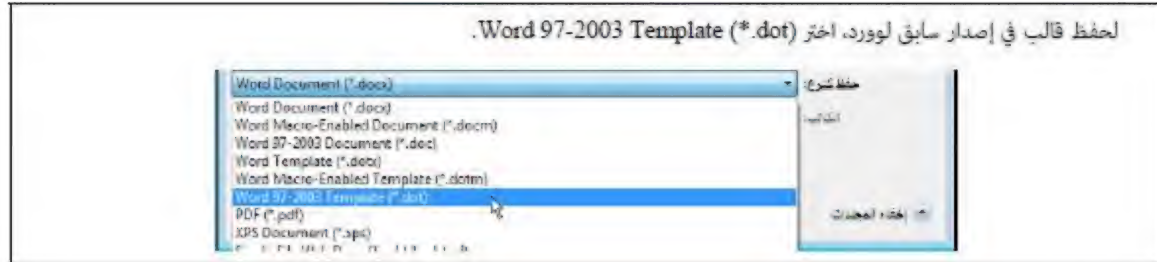 لحفظ قالب في إصدار سابق لوورد، اختر Word 97-2003 Template (*.dot).
حفظ كنوع:
Word Document (*.docx)
Word Document (*.docx)
Word Macro-Enabled Document (*.docm)
Word 97-2003 Document (*.doc)
Word Template (*.dotx)
Word Macro-Enabled Template (*.dotm)
Word 97-2003 Template (*.dot)
PDF (*.pdf)
XPS Document (*.xps)
إخفاء المجلدات